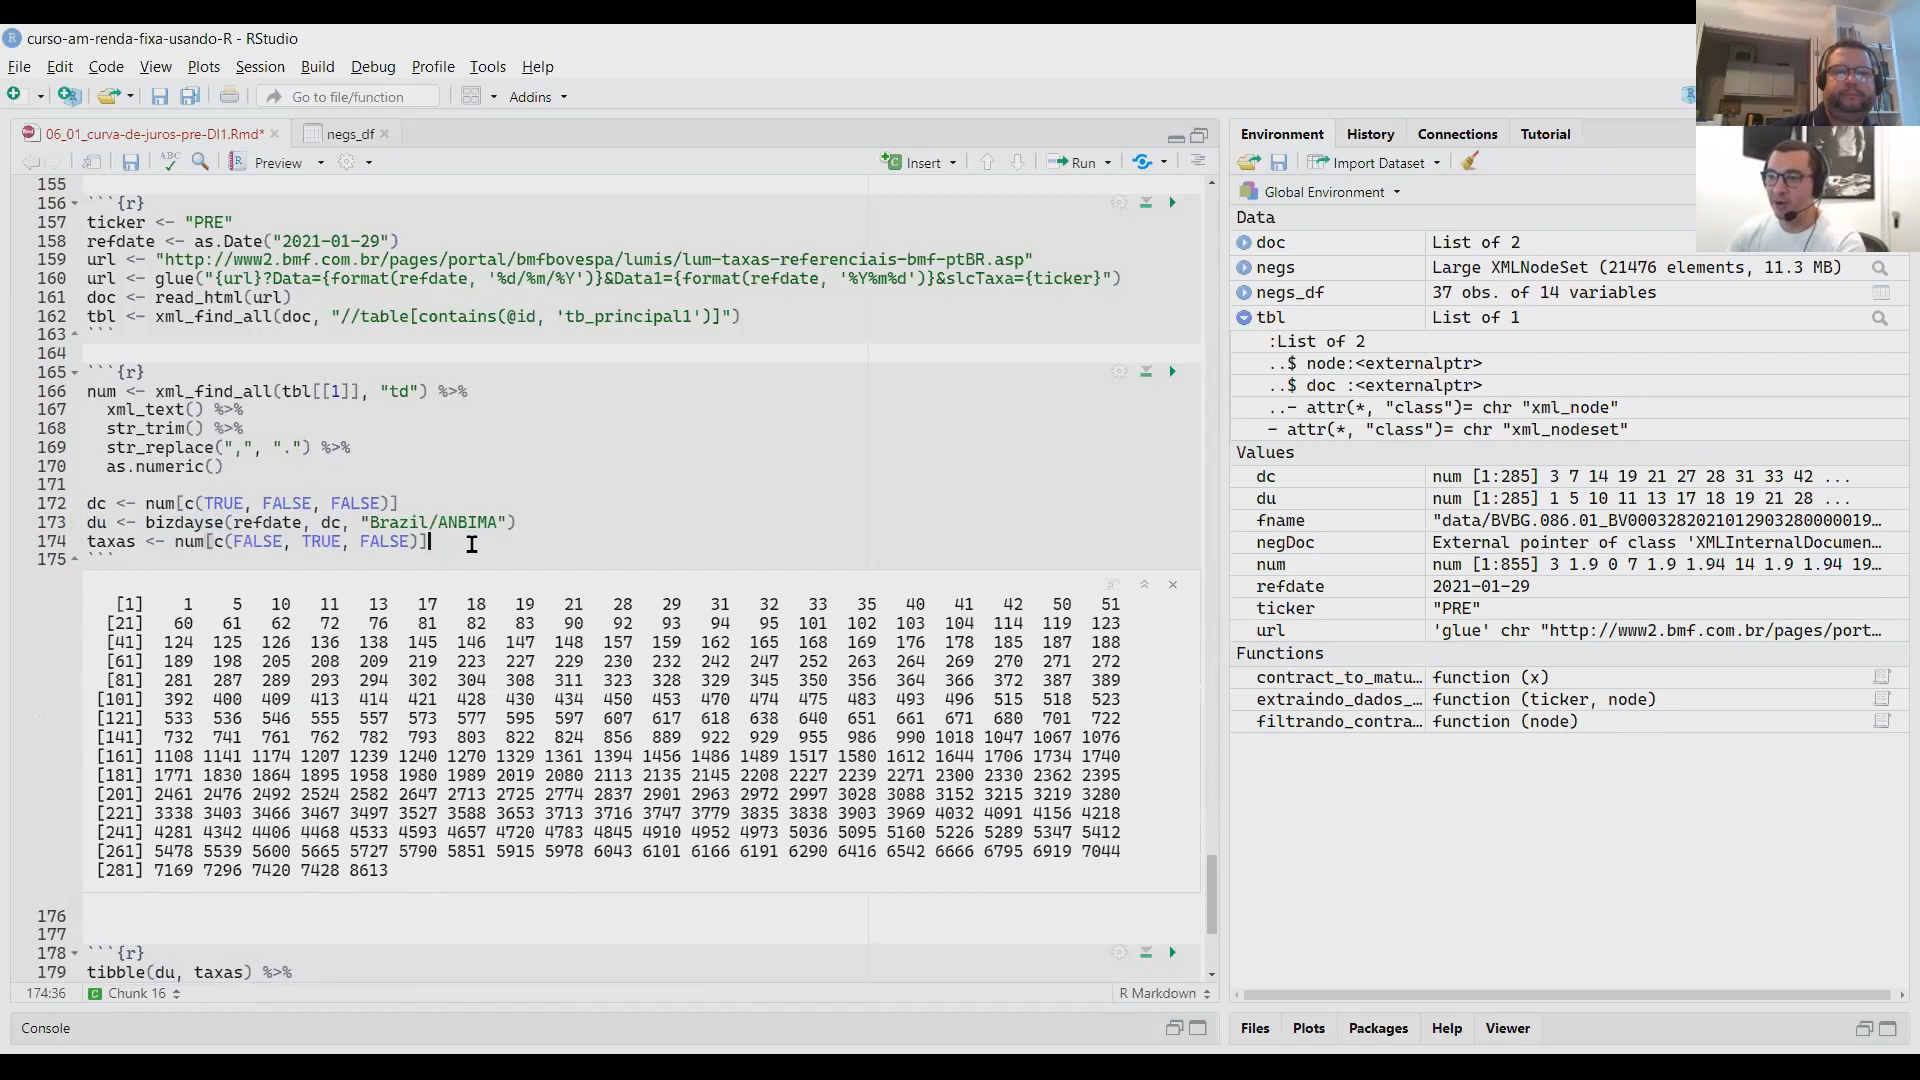 curso-am-renda-fixa-usando-R - RStudio
File Edit Code View Plots Session Build Debug Profile Tools Help
Go to file/function Addins
06_01_curva-de-juros-pre-DI1.Rmd* negs_df
Preview Insert Run
155
156 ```{r}
157 ticker <- "PRE"
158 refdate <- as.Date("2021-01-29")
159 url <- "http://www2.bmf.com.br/pages/portal/bmfbovespa/lumis/lum-taxas-referenciais-bmf-ptBR.asp"
160 url <- glue("{url}?Data={format(refdate, '%d/%m/%Y')}&Data1={format(refdate, '%Y%m%d')}&slcTaxa={ticker}")
161 doc <- read_html(url)
162 tbl <- xml_find_all(doc, "//table[contains(@id, 'tb_principal1')]")
163 ```
164
165 ```{r}
166 num <- xml_find_all(tbl[[1]], "td") %>%
167 xml_text() %>%
168 str_trim() %>%
169 str_replace(",", ".") %>%
170 as.numeric()
171
172 dc <- num[c(TRUE, FALSE, FALSE)]
173 du <- bizdayse(refdate, dc, "Brazil/ANBIMA")
174 taxas <- num[c(FALSE, TRUE, FALSE)]
175 ```
[1] 1 5 10 11 13 17 18 19 21 28 29 31 32 33 35 40 41 42 50 51
[21] 60 61 62 72 76 81 82 83 90 92 93 94 95 101 102 103 104 114 119 123
[41] 124 125 126 136 138 145 146 147 148 157 159 162 165 168 169 176 178 185 187 188
[61] 189 198 205 208 209 219 223 227 229 230 232 242 247 252 263 264 269 270 271 272
[81] 281 287 289 293 294 302 304 308 311 323 328 329 345 350 356 364 366 372 387 389
[101] 392 400 409 413 414 421 428 430 434 450 453 470 474 475 483 493 496 515 518 523
[121] 533 536 546 555 557 573 577 595 597 607 617 618 638 640 651 661 671 680 701 722
[141] 732 741 761 762 782 793 803 822 824 856 889 922 929 955 986 990 1018 1047 1067 1076
[161] 1108 1141 1174 1207 1239 1240 1270 1329 1361 1394 1456 1486 1489 1517 1580 1612 1644 1706 1734 1740
[181] 1771 1830 1864 1895 1958 1980 1989 2019 2080 2113 2135 2145 2208 2227 2239 2271 2300 2330 2362 2395
[201] 2461 2476 2492 2524 2582 2647 2713 2725 2774 2837 2901 2963 2972 2997 3028 3088 3152 3215 3219 3280
[221] 3338 3403 3466 3467 3497 3527 3588 3653 3713 3716 3747 3779 3835 3838 3903 3969 4032 4091 4156 4218
[241] 4281 4342 4406 4468 4533 4593 4657 4720 4783 4845 4910 4952 4973 5036 5095 5160 5226 5289 5347 5412
[261] 5478 5539 5600 5665 5727 5790 5851 5915 5978 6043 6101 6166 6191 6290 6416 6542 6666 6795 6919 7044
[281] 7169 7296 7420 7428 8613
176
177
178 ```{r}
179 tibble(du, taxas) %>%
174:36 Chunk 16 R Markdown
Console
Environment History Connections Tutorial
Import Dataset
Global Environment
Data
doc List of 2
negs Large XMLNodeSet (21476 elements, 11.3 MB)
negs_df 37 obs. of 14 variables
tbl List of 1
:List of 2
..$ node:<externalptr>
..$ doc :<externalptr>
..- attr(*, "class")= chr "xml_node"
- attr(*, "class")= chr "xml_nodeset"
Values
dc num [1:285] 3 7 14 19 21 27 28 31 33 42 ...
du num [1:285] 1 5 10 11 13 17 18 19 21 28 ...
fname "data/BVBG.086.01_BV0003282021012903280000019…
negDoc External pointer of class 'XMLInternalDocumen…
num num [1:855] 3 1.9 0 7 1.9 1.94 14 1.9 1.94 19…
refdate 2021-01-29
ticker "PRE"
url 'glue' chr "http://www2.bmf.com.br/pages/port…
Functions
contract_to_matu… function (x)
extraindo_dados_… function (ticker, node)
filtrando_contra… function (node)
Files Plots Packages Help Viewer